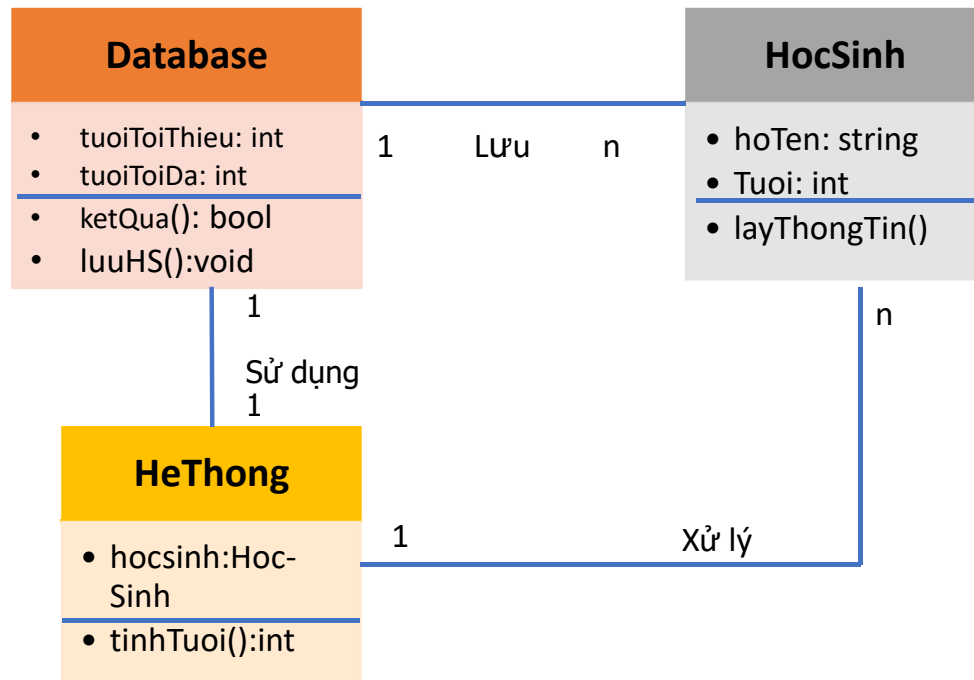 Database
• tuoiToiThieu: int
• tuoiToiDa: int
• ketQua(): bool
• luuHS():void
1 Lưu n
HocSinh
• hoTen: string
• Tuoi: int
• layThongTin()
1
Sử dụng
1
n
HeThong
• hocsinh:Hoc-
Sinh
• tinhTuoi():int
1 Xử lý